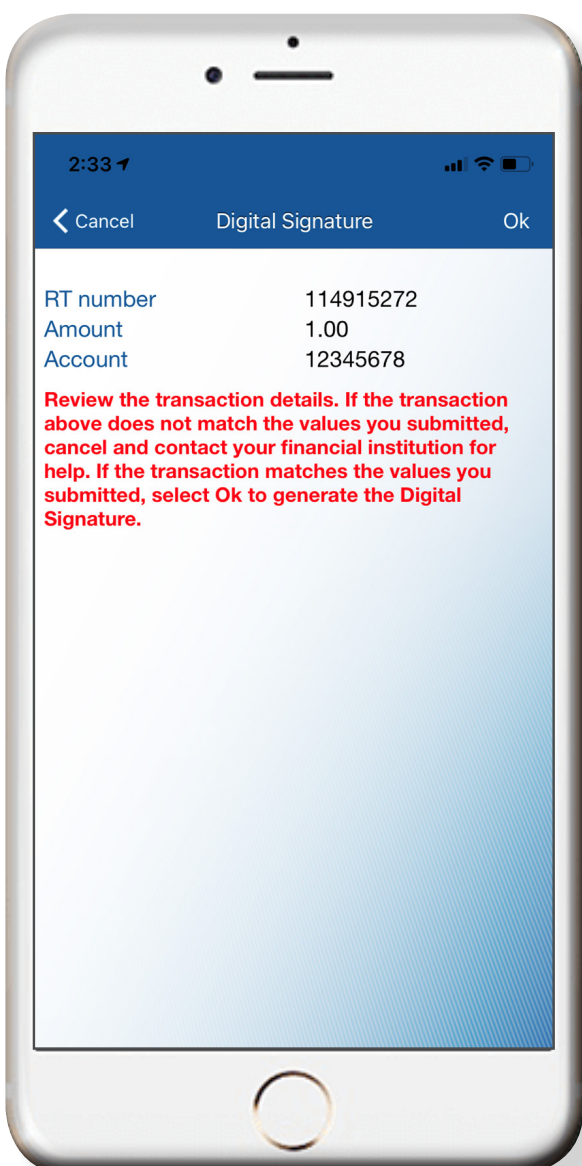 2:33
Cancel Digital Signature Ok
RT number 114915272
Amount 1.00
Account 12345678
Review the transaction details. If the transaction
above does not match the values you submitted,
cancel and contact your financial institution for
help. If the transaction matches the values you
submitted, select Ok to generate the Digital
Signature.